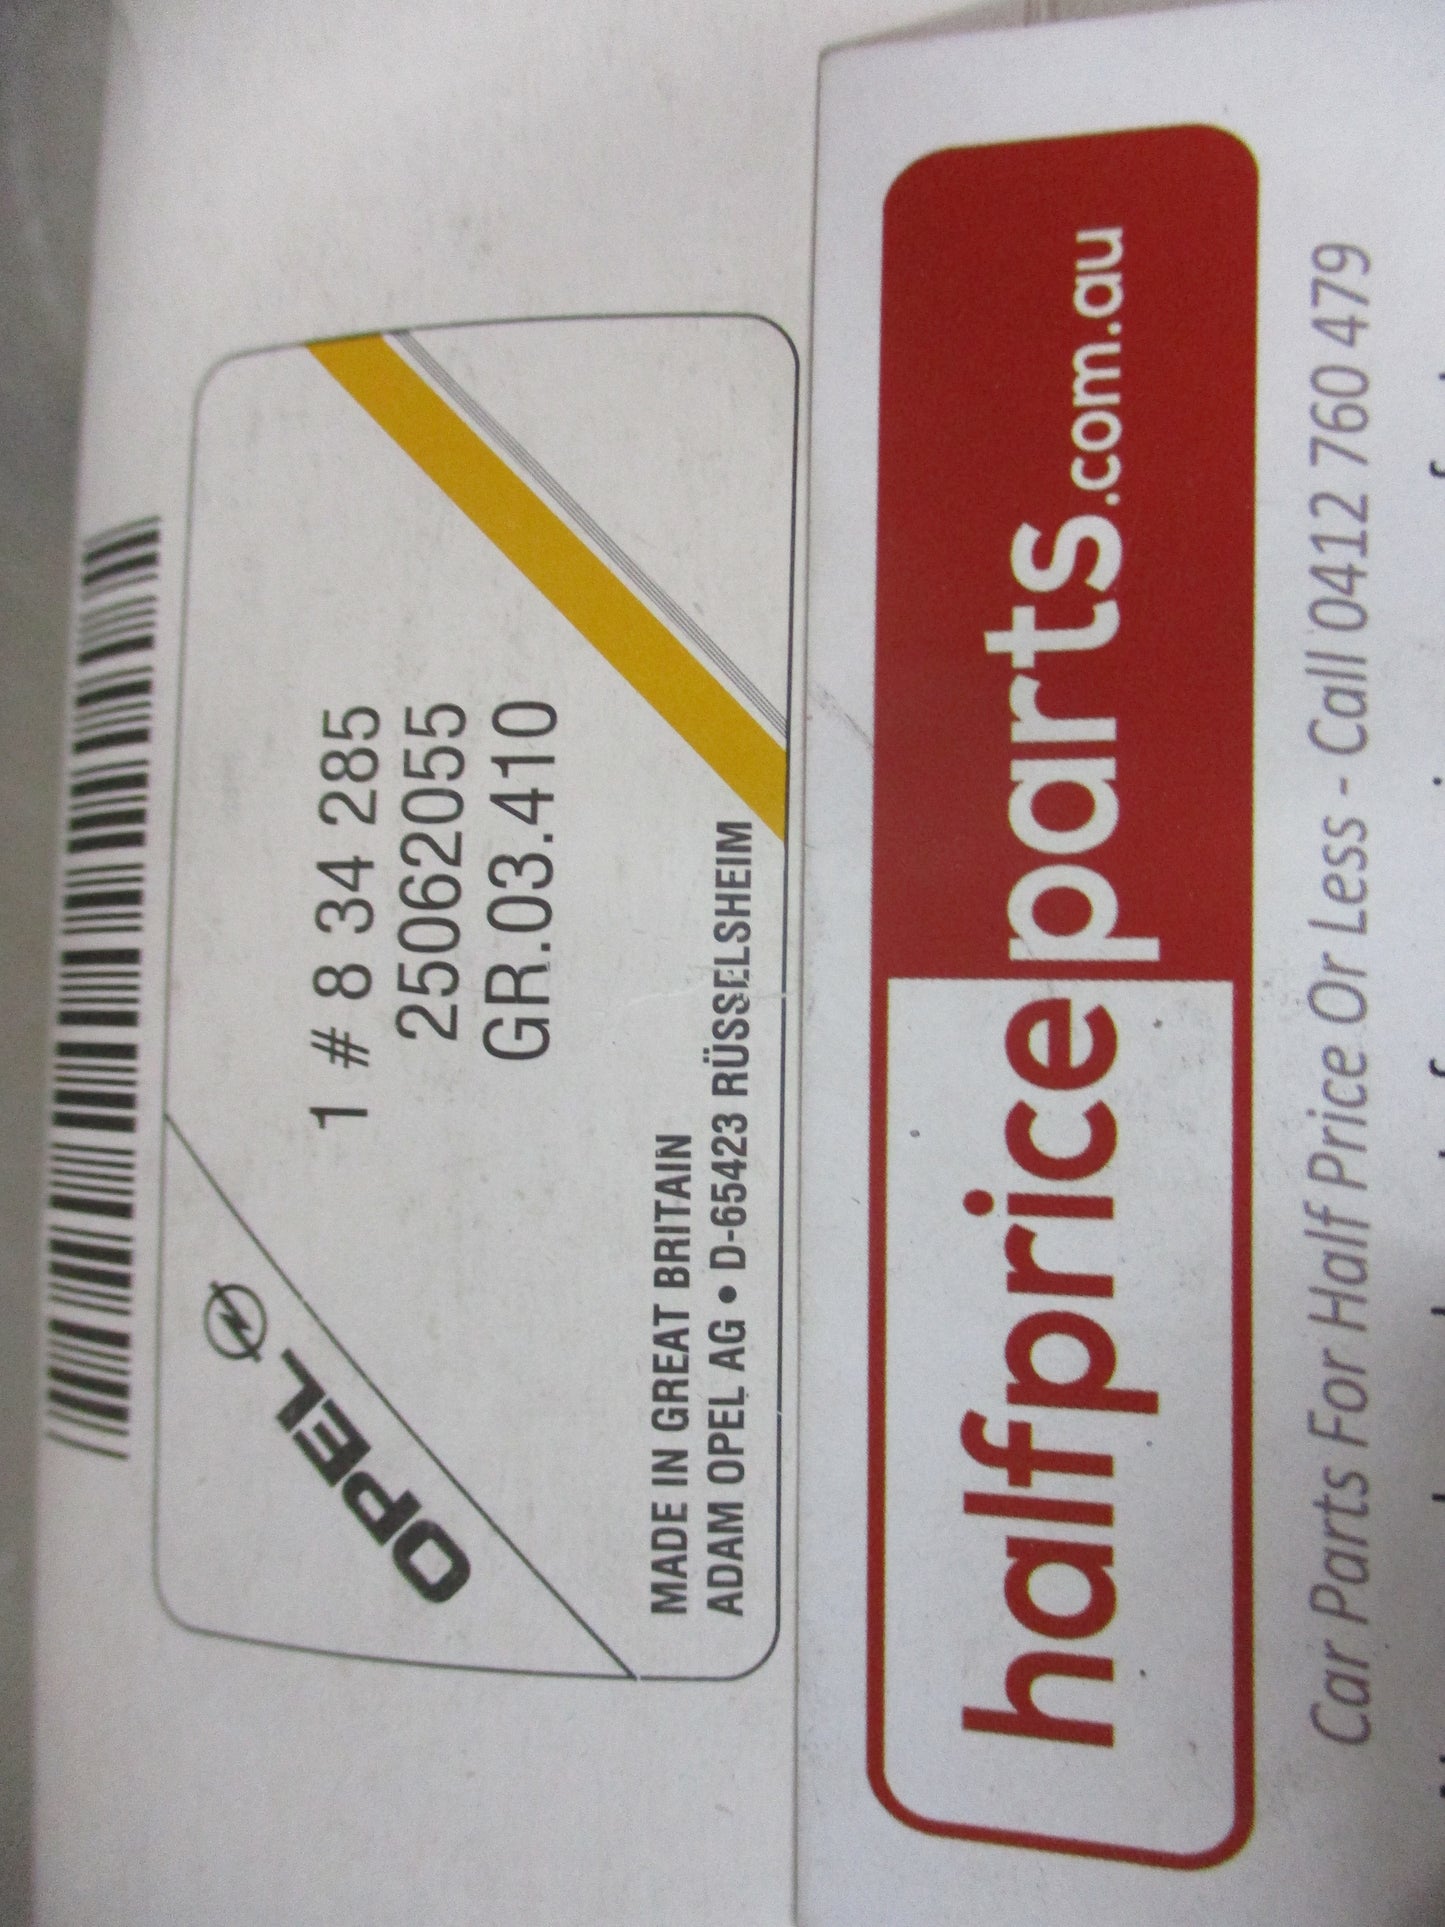 OPEL
1 # 8 34 285
25062055
GR.03.410
MADE IN GREAT BRITAIN
ADAM OPEL AG • D-65423 RÜSSELSHEIM
halfpriceparts.com.au
Car Parts For Half Price Or Less - Call 0412 760 479